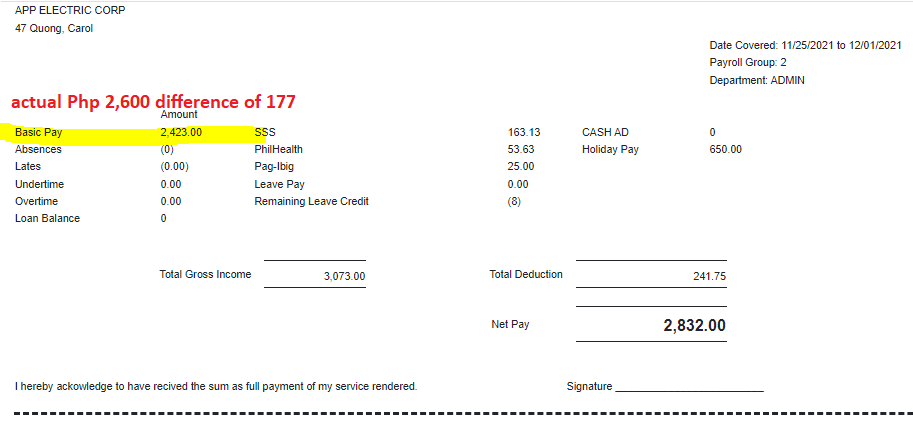 APP ELECTRIC CORP
47 Quong, Carol
Date Covered: 11/25/2021 to 12/01/2021
Payroll Group: 2
Department: ADMIN
actual Php 2,600 difference of 177
Amount
Basic Pay 2,423.00 SSS 163.13 CASH AD 0
Absences (0) PhilHealth 53.63 Holiday Pay 650.00
Lates (0.00) Pag-Ibig 25.00
Undertime 0.00 Leave Pay 0.00
Overtime 0.00 Remaining Leave Credit (8)
Loan Balance 0
Total Gross Income 3,073.00 Total Deduction 241.75
Net Pay 2,832.00
I hereby ackowledge to have recived the sum as full payment of my service rendered. Signature